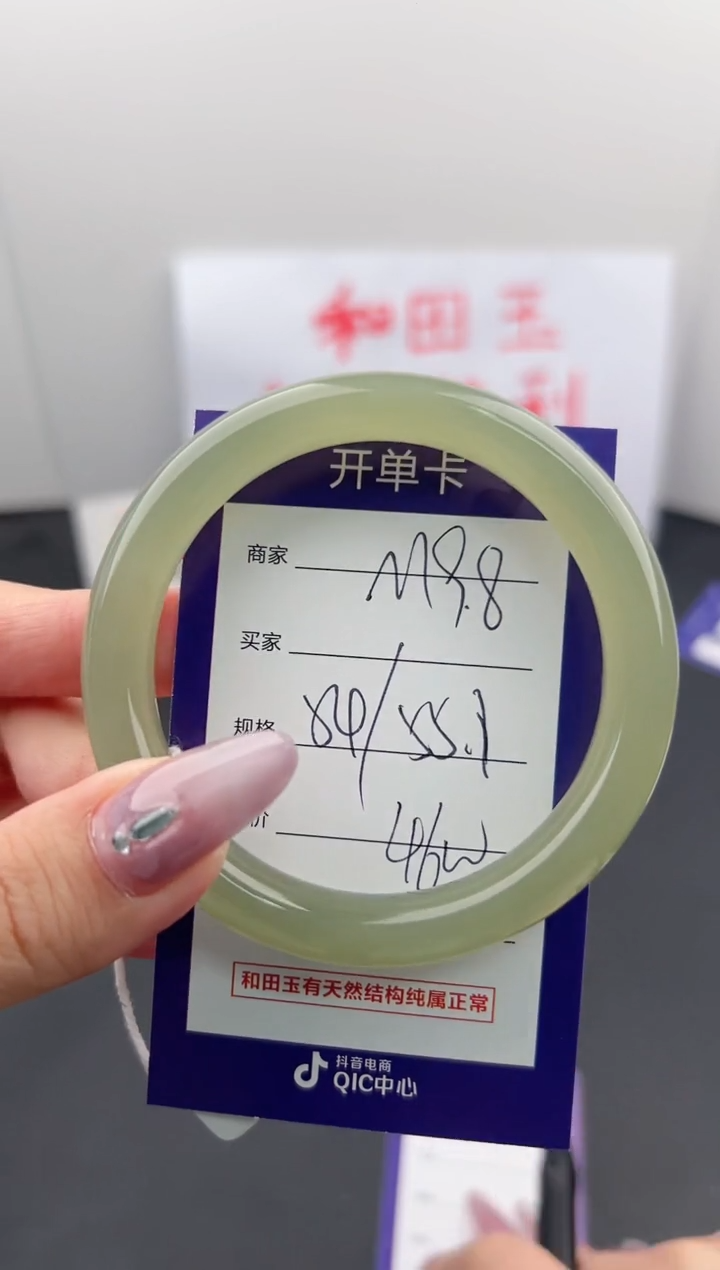 和田玉
利
开单卡
商家 M9.8
买家 /
规格 54/55.1
价
和田玉有天然结构纯属正常
抖音电商
QIC中心